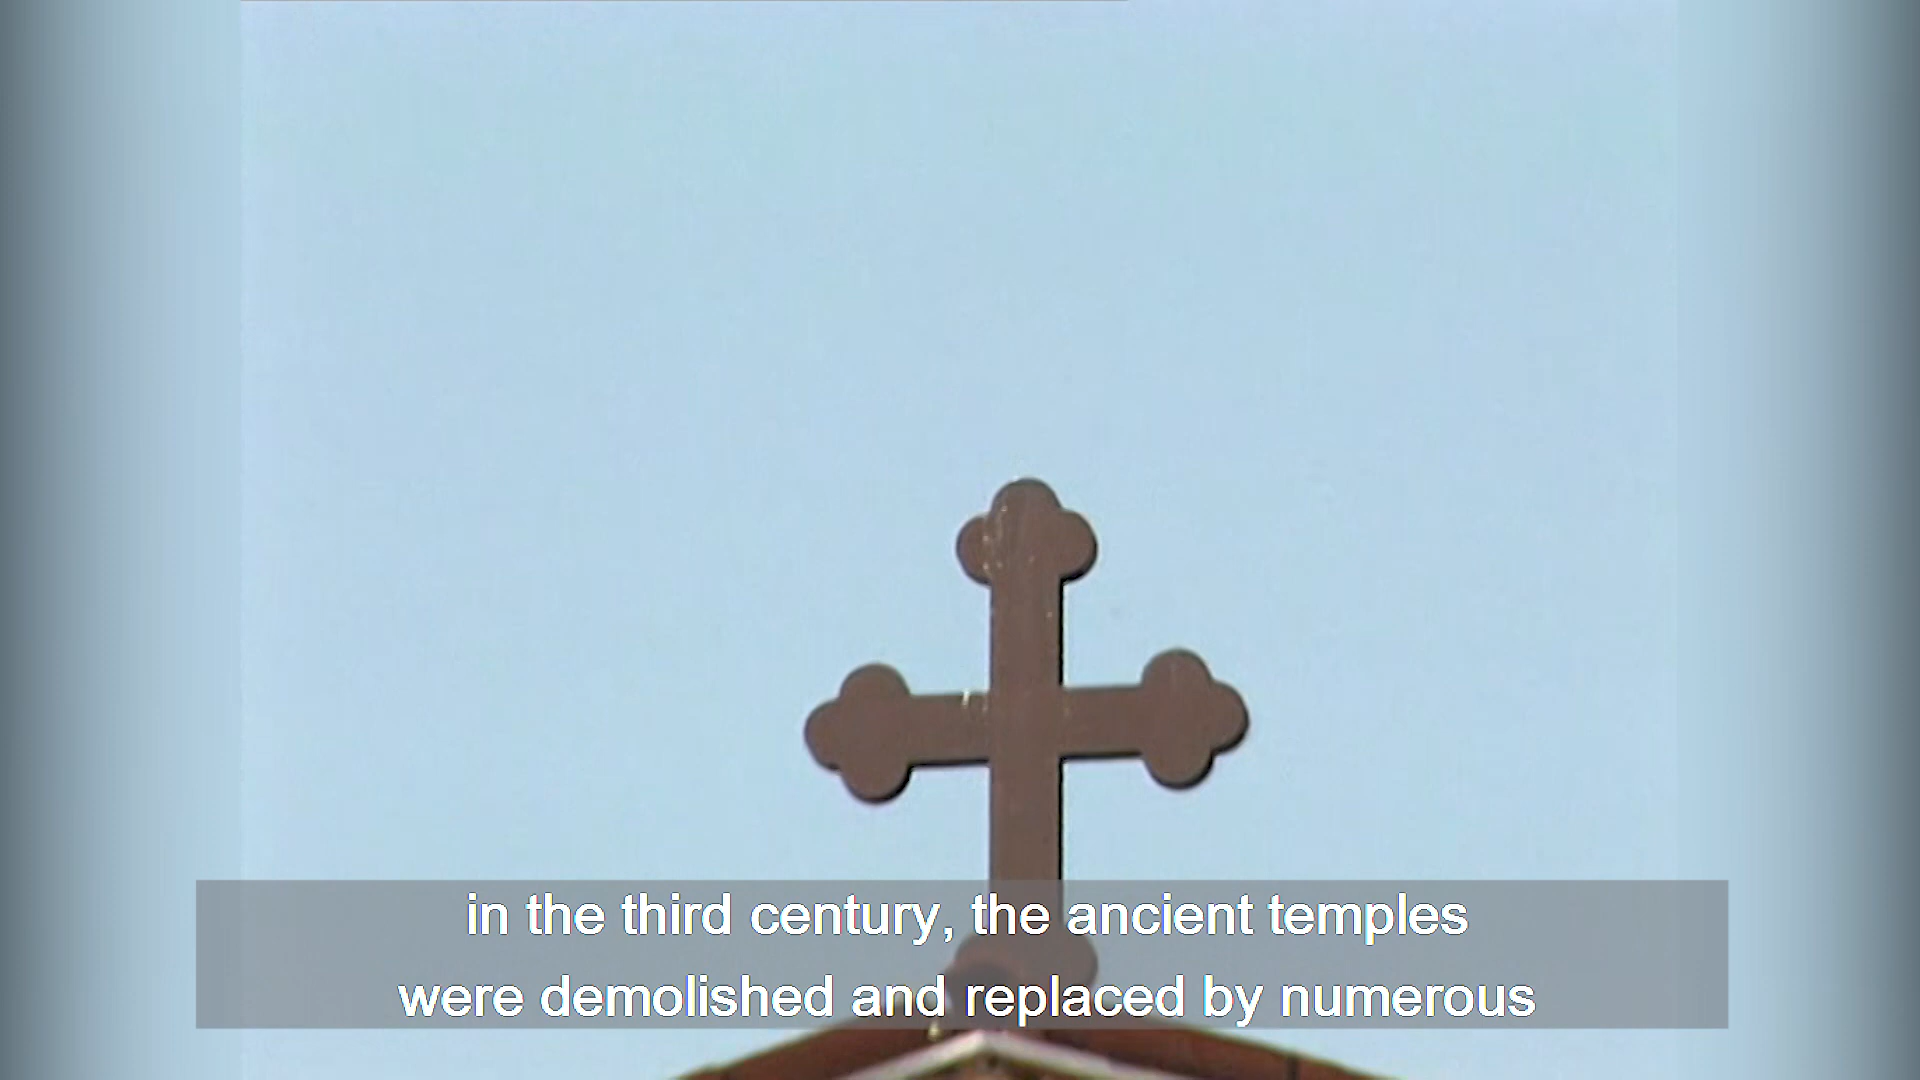 in the third century, the ancient temples
were demolished and replaced by numerous